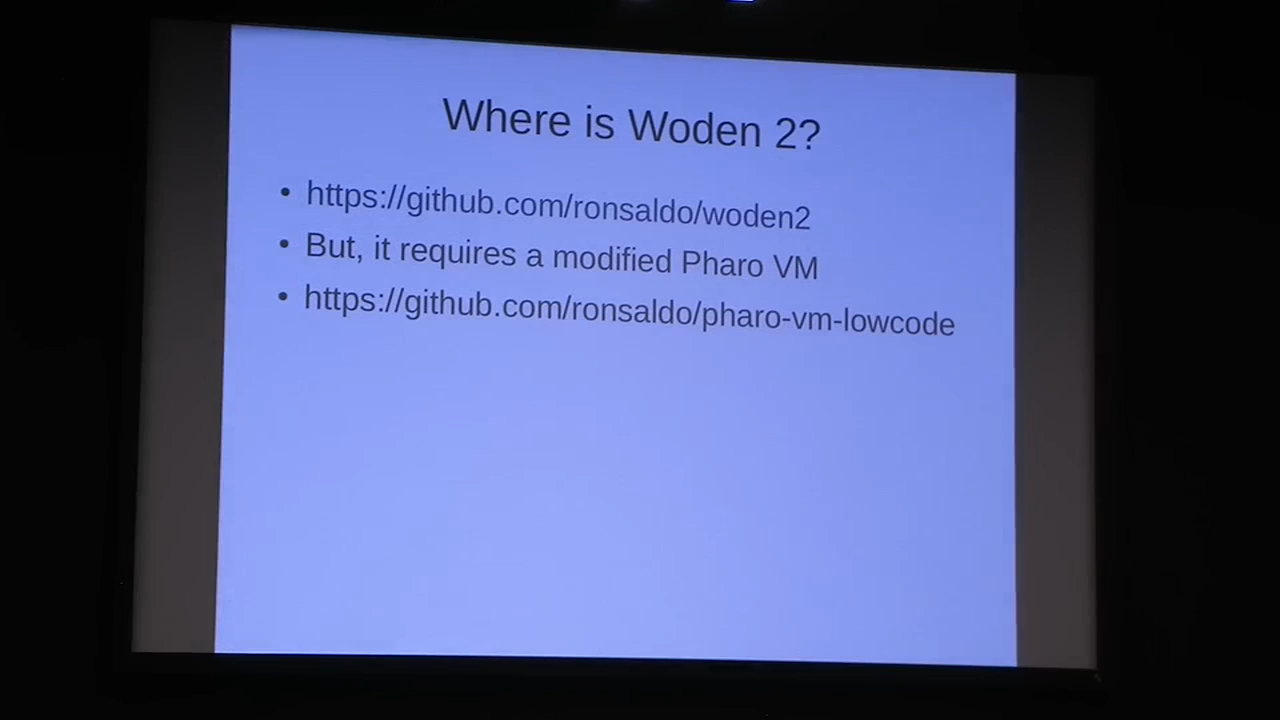 Where is Woden 2?
• https://github.com/ronsaldo/woden2
• But, it requires a modified Pharo VM
• https://github.com/ronsaldo/pharo-vm-lowcode